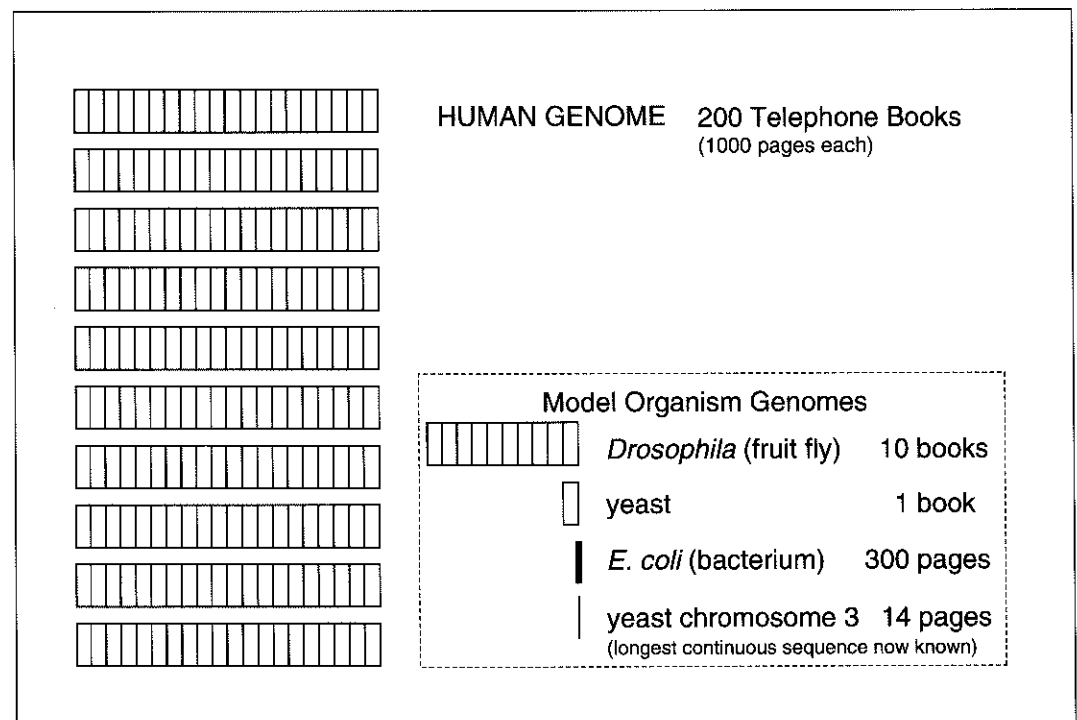 HUMAN GENOME 200 Telephone Books
(1000 pages each)
Model Organism Genomes
Drosophila (fruit fly) 10 books
yeast 1 book
E. coli (bacterium) 300 pages
yeast chromosome 3 14 pages
(longest continuous sequence now known)